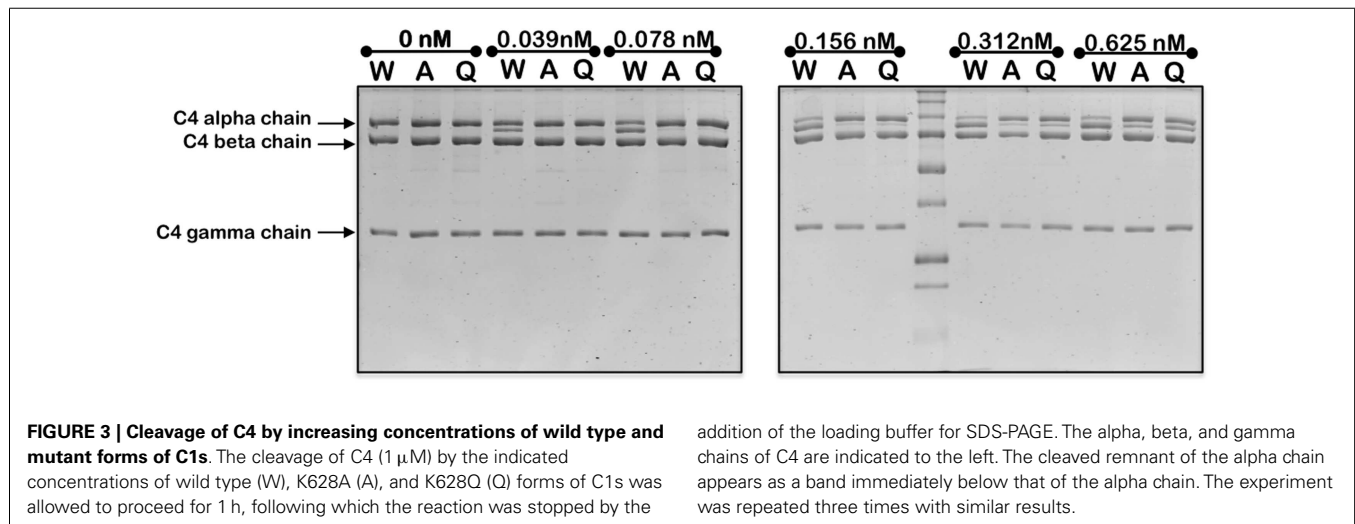 0 nM 0.039nM 0.078 nM 0.156 nM 0.312nM 0.625 nM
W A Q W A Q W A Q W A Q W A Q W A Q
C4 alpha chain
C4 beta chain
C4 gamma chain
FIGURE 3 | Cleavage of C4 by increasing concentrations of wild type and
mutant forms of C1s. The cleavage of C4 (1 μM) by the indicated
concentrations of wild type (W), K628A (A), and K628Q (Q) forms of C1s was
allowed to proceed for 1 h, following which the reaction was stopped by the
addition of the loading buffer for SDS-PAGE. The alpha, beta, and gamma
chains of C4 are indicated to the left. The cleaved remnant of the alpha chain
appears as a band immediately below that of the alpha chain. The experiment
was repeated three times with similar results.